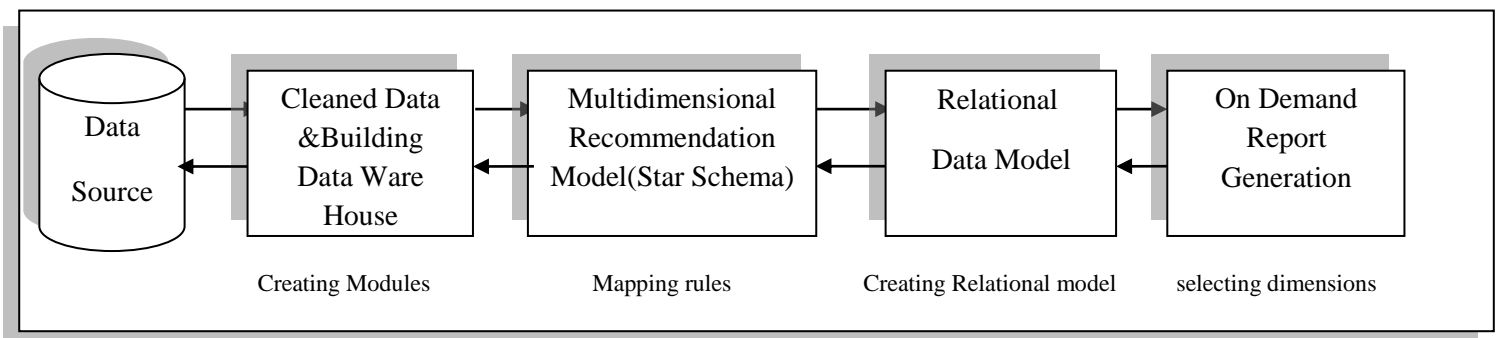 Data
Source
Cleaned Data
&Building
Data Ware
House
Multidimensional
Recommendation
Model(Star Schema)
Relational
Data Model
On Demand
Report
Generation
Creating Modules
Mapping rules
Creating Relational model
selecting dimensions